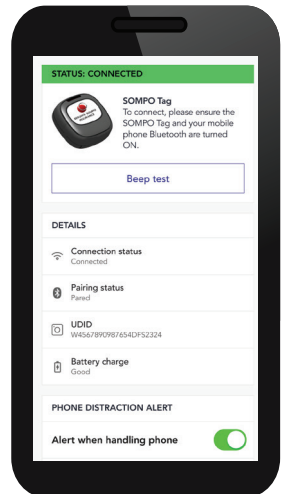 STATUS: CONNECTED
SOMPO Tag
To connect, please ensure the
SOMPO Tag and your mobile
phone Bluetooth are turned
ON.
Beep test
DETAILS
Connection status
Connected
Pairing status
Pared
UDID
W4567890987654DFS2324
Battery charge
Good
PHONE DISTRACTION ALERT
Alert when handling phone